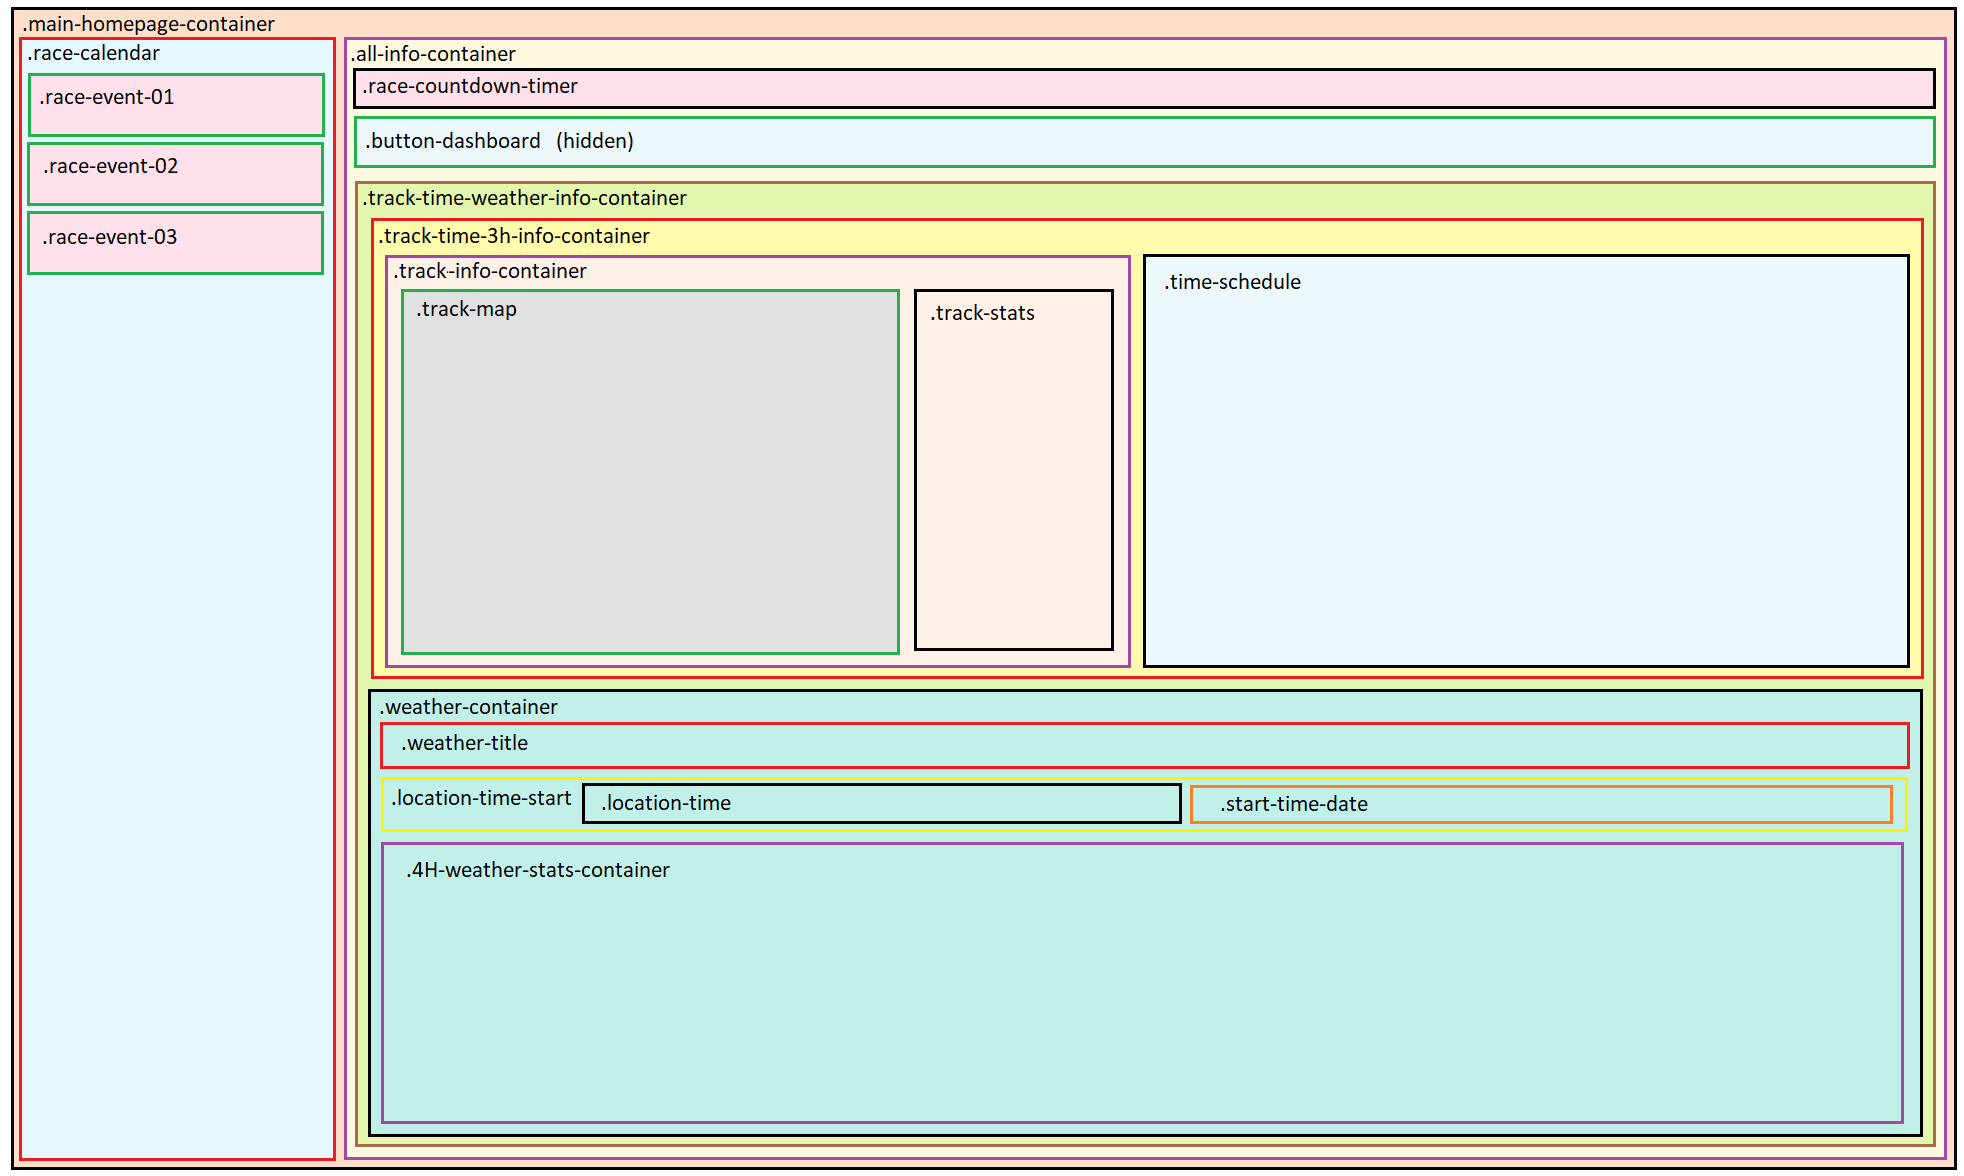 .main-homepage-container
.race-calendar
.race-event-01
.race-event-02
.race-event-03
.all-info-container
.race-countdown-timer
.button-dashboard (hidden)
.track-time-weather-info-container
.track-time-3h-info-container
.track-info-container
.track-map
.track-stats
.time-schedule
.weather-container
.weather-title
.location-time-start
.location-time
.start-time-date
.4H-weather-stats-container